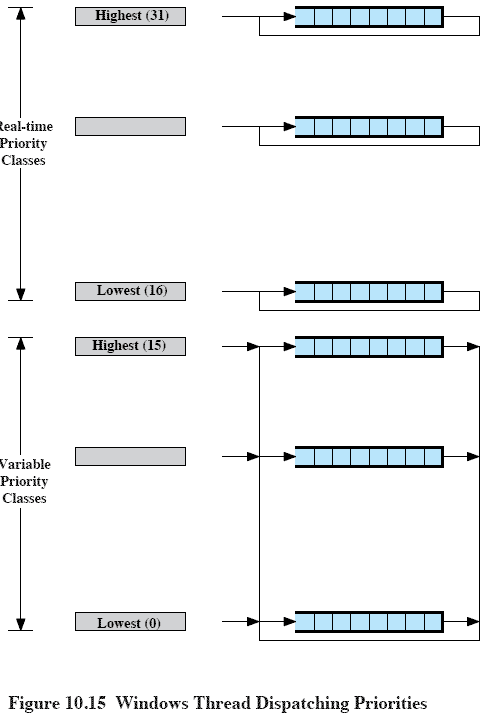 Highest (31)
Real-time
Priority
Classes
Lowest (16)
Highest (15)
Variable
Priority
Classes
Lowest (0)
Figure 10.15 Windows Thread Dispatching Priorities